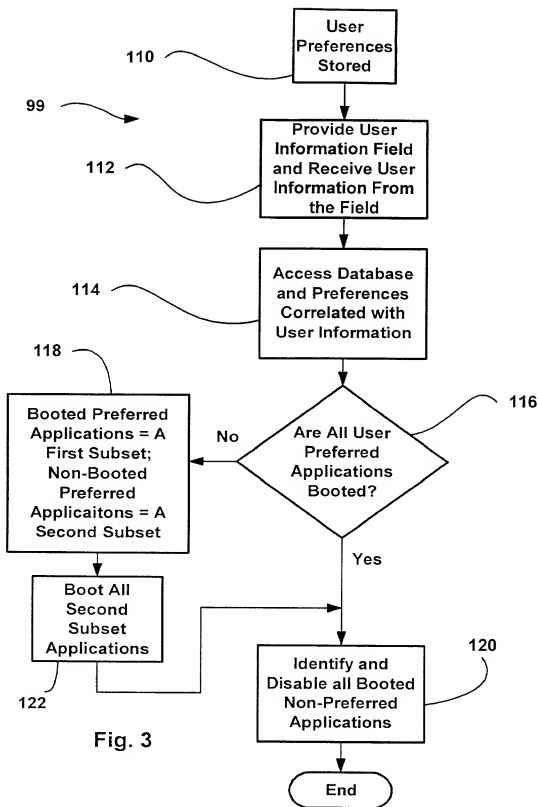 User
Preferences
Stored
110
99
Provide User
Information Field
and Receive User
Information From
the Field
112
Access Database
and Preferences
Correlated with
User Information
114
118
116
Booted Preferred
Applications = A
First Subset;
Non-Booted
Preferred
Applicaitons = A
Second Subset
No
Are All User
Preferred
Applications
Booted?
Yes
Boot All
Second
Subset
Applications
122
Identify and
Disable all Booted
Non-Preferred
Applications
120
Fig. 3
End